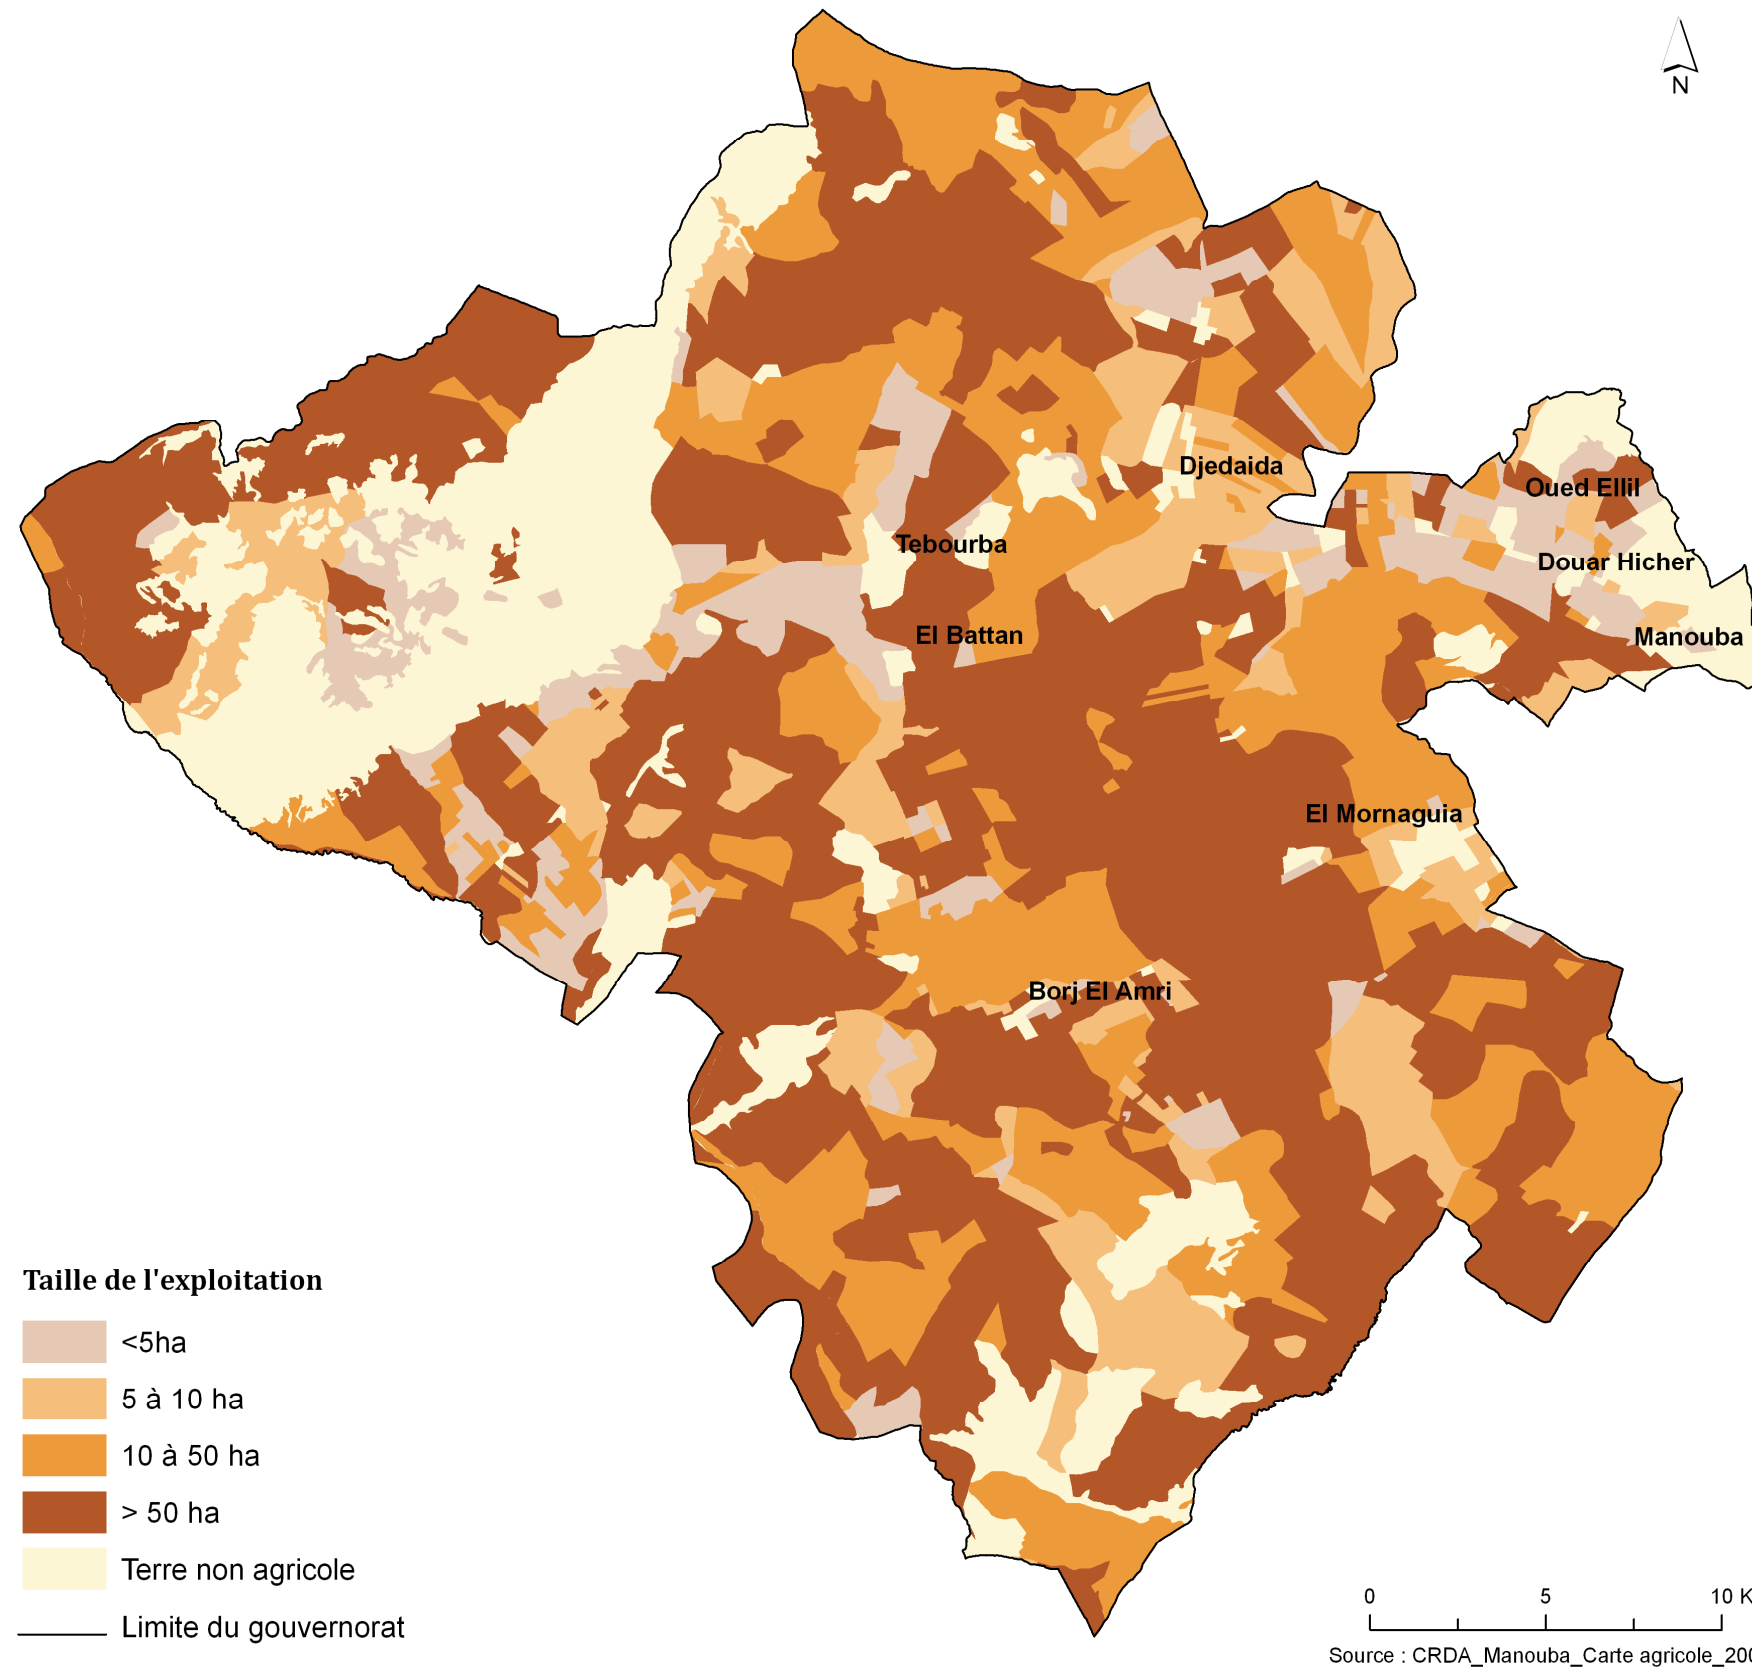 N
Djedaida
Oued Ellil
Tebourba
Douar Hicher
El Battan
Manouba
El Mornaguia
Borj El Amri
Taille de l'exploitation
<5ha
5 à 10 ha
10 à 50 ha
> 50 ha
Terre non agricole
Limite du gouvernorat
0 5 10 K
Source : CRDA_Manouba_Carte agricole_200